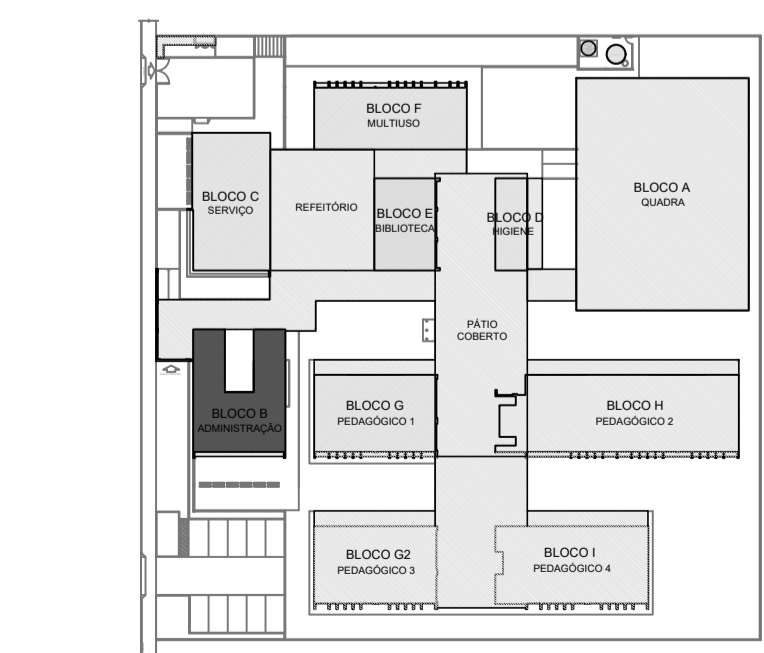 BLOCO F
MULTIUSO
BLOCO A
QUADRA
BLOCO C
SERVIÇO
REFEITÓRIO
BLOCO E
BIBLIOTECA
BLOCO D
HIGIENE
PÁTIO
COBERTO
BLOCO B
ADMINISTRAÇÃO
BLOCO G
PEDAGÓGICO 1
BLOCO H
PEDAGÓGICO 2
BLOCO G2
PEDAGÓGICO 3
BLOCO I
PEDAGÓGICO 4